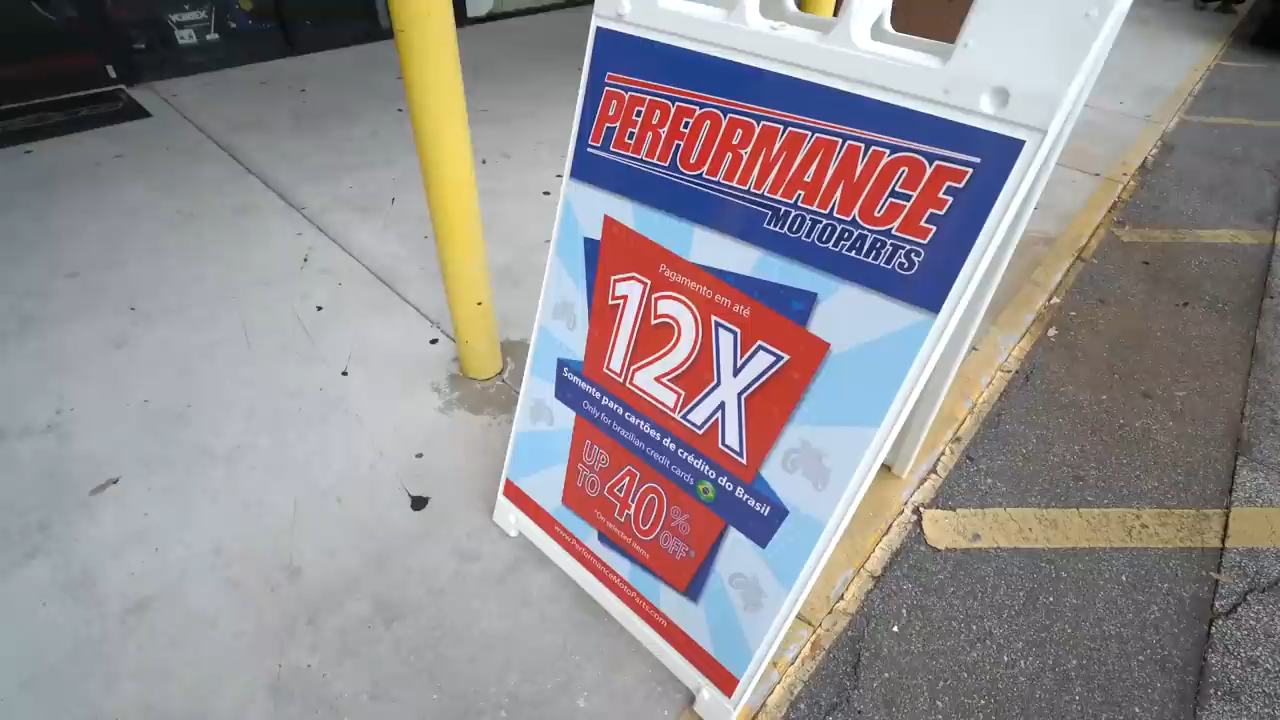 VORTEX
PERFORMANCE
MOTOPARTS
Pagamento em até
12X
Somente para cartões de crédito do Brasil
Only for brazilian credit cards
UP
TO
40
%
OFF*
*On selected items
www.PerformanceMotoParts.com